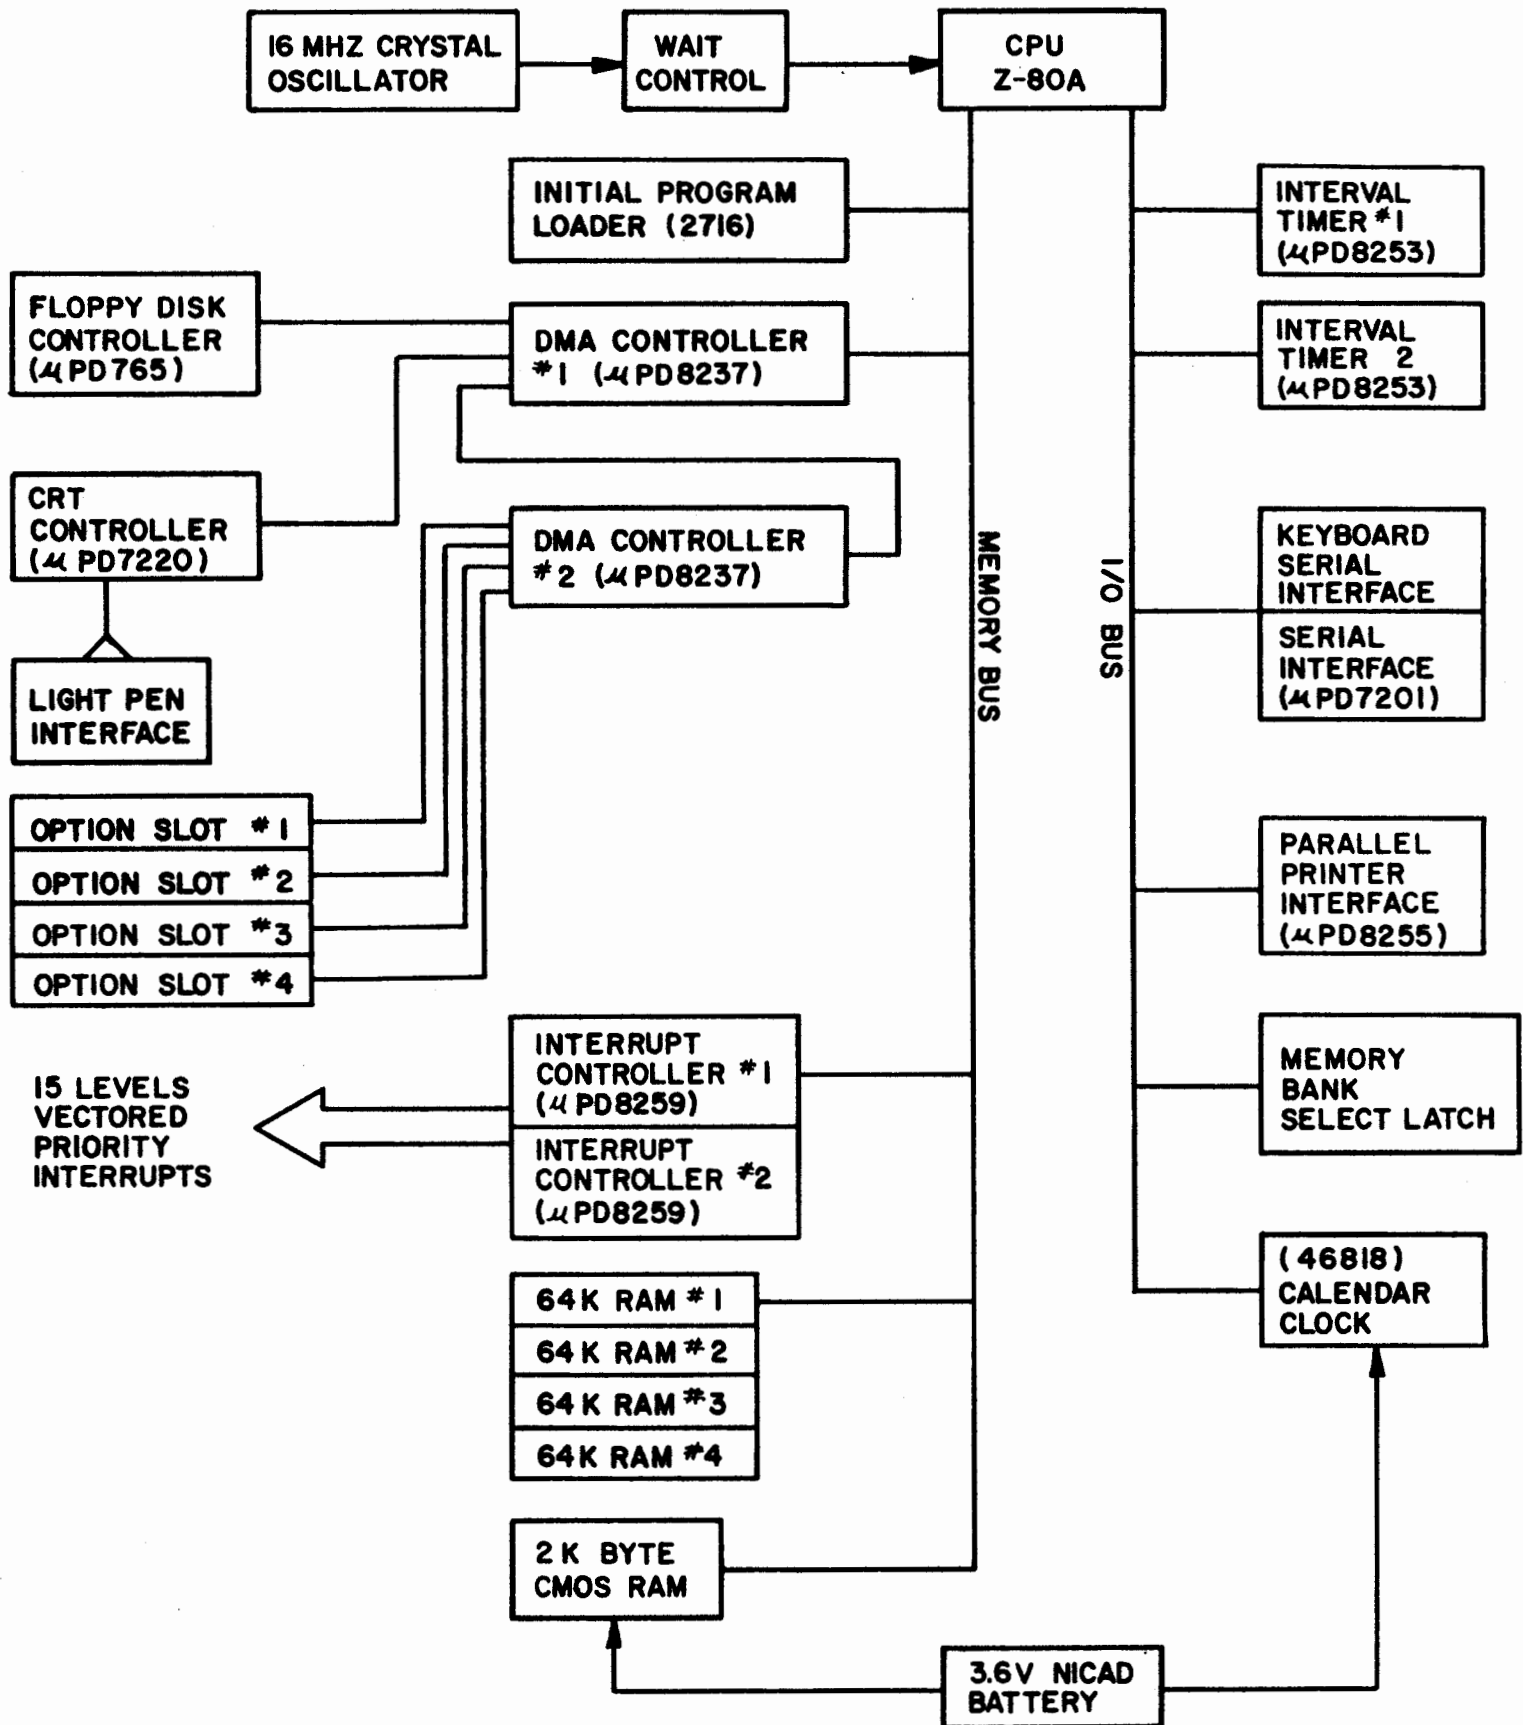 16 MHZ CRYSTAL
OSCILLATOR
WAIT
CONTROL
CPU
Z-80A
INITIAL PROGRAM
LOADER (2716)
INTERVAL
TIMER #1
(μPD8253)
FLOPPY DISK
CONTROLLER
(μPD765)
DMA CONTROLLER
#1 (μPD8237)
INTERVAL
TIMER 2
(μPD8253)
CRT
CONTROLLER
(μPD7220)
DMA CONTROLLER
#2 (μPD8237)
MEMORY BUS
I/O BUS
KEYBOARD
SERIAL
INTERFACE
SERIAL
INTERFACE
(μPD7201)
LIGHT PEN
INTERFACE
OPTION SLOT #1
OPTION SLOT #2
OPTION SLOT #3
OPTION SLOT #4
PARALLEL
PRINTER
INTERFACE
(μPD8255)
15 LEVELS
VECTORED
PRIORITY
INTERRUPTS
INTERRUPT
CONTROLLER #1
(μPD8259)
INTERRUPT
CONTROLLER #2
(μPD8259)
MEMORY
BANK
SELECT LATCH
64K RAM #1
64K RAM #2
64K RAM #3
64K RAM #4
(46818)
CALENDAR
CLOCK
2K BYTE
CMOS RAM
3.6V NICAD
BATTERY